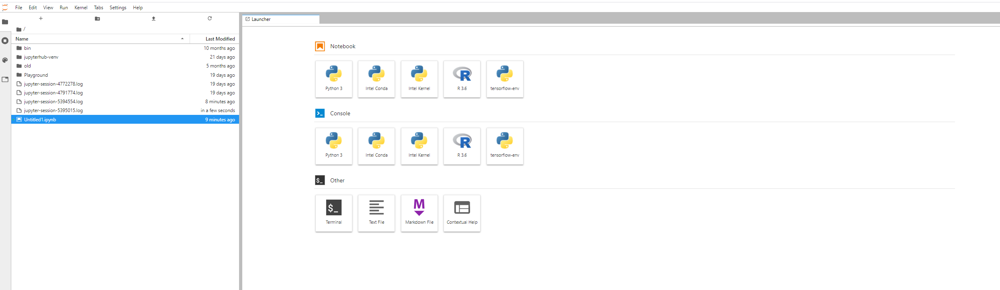 File Edit View Run Kernel Tabs Settings Help
Launcher
/
Name Last Modified
bin 10 months ago
jupyterhub-venv 21 days ago
old 5 months ago
Playground 19 days ago
jupyter-session-4772278.log 19 days ago
jupyter-session-4791774.log 19 days ago
jupyter-session-5394554.log 8 minutes ago
jupyter-session-5395015.log in a few seconds
Untitled1.ipynb 9 minutes ago
Notebook
Python 3 Intel Conda Intel Kernel R 3.6 tensorflow-env
Console
Python 3 Intel Conda Intel Kernel R 3.6 tensorflow-env
$_ Other
$_ M
Terminal Text File Markdown File Contextual Help